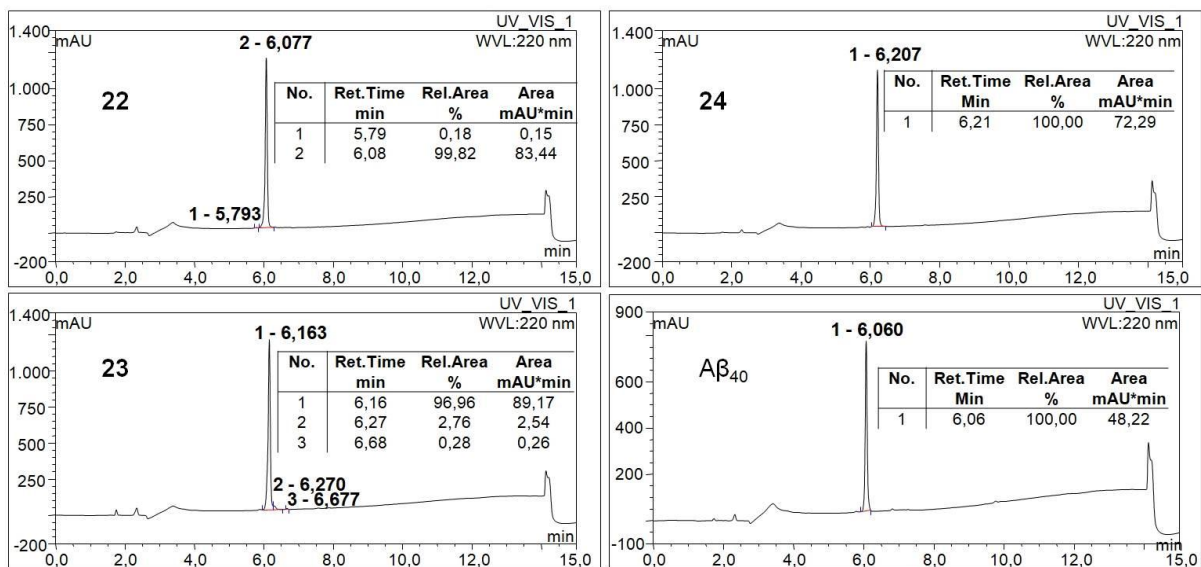 UV_VIS_1
1.400
mAU
WVL:220 nm
2 - 6,077
22
No. Ret.Time Rel.Area Area
min % mAU*min
1 5,79 0,18 0,15
2 6,08 99,82 83,44
1.000
750
500
250
1 - 5,793
min
-200
0,0 2,0 4,0 6,0 8,0 10,0 12,0 15,0
UV_VIS_1
1.400
mAU
WVL:220 nm
1 - 6,207
24
No. Ret.Time Rel.Area Area
Min % mAU*min
1 6,21 100,00 72,29
1.000
750
500
250
min
-200
0,0 2,0 4,0 6,0 8,0 10,0 12,0 15,0
UV_VIS_1
1.400
mAU
WVL:220 nm
1 - 6,163
23
No. Ret.Time Rel.Area Area
min % mAU*min
1 6,16 96,96 89,17
2 6,27 2,76 2,54
3 6,68 0,28 0,26
1.000
750
500
250
2 - 6,270
3 - 6,677
min
-200
0,0 2,0 4,0 6,0 8,0 10,0 12,0 15,0
UV_VIS_1
900
mAU
WVL:220 nm
1 - 6,060
Aβ40
No. Ret.Time Rel.Area Area
Min % mAU*min
1 6,06 100,00 48,22
600
400
200
min
-100
0,0 2,0 4,0 6,0 8,0 10,0 12,0 15,0